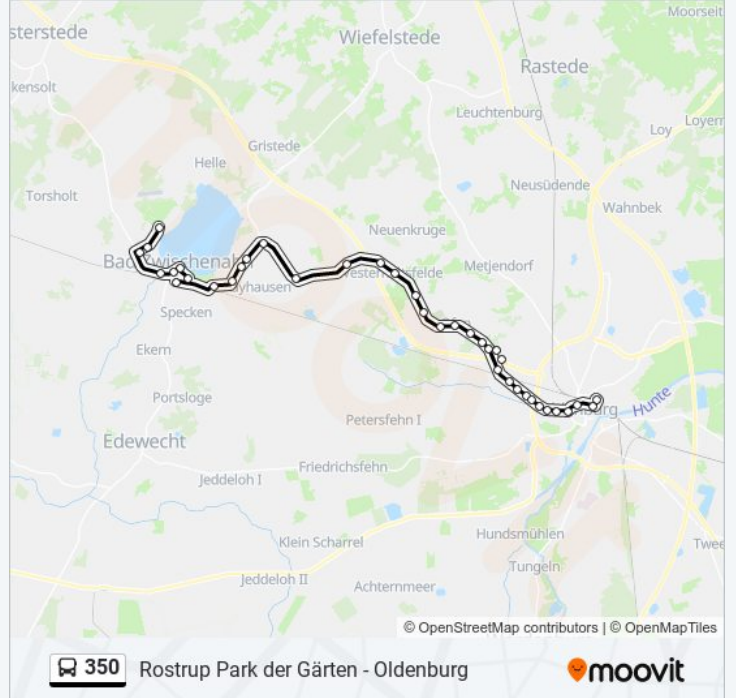 Moorseit
sterstede
Wiefelstede
Rastede
kensolt
Leuchtenburg
Loy
Loyerm
Gristede
Helle
Torsholt
Neusüdende
Wahnbek
Neuenkruge
Metjendorf
Specken
Ekern
Portsloge
Petersfehn I
Hunte
Edewecht
Friedrichsfehn
Jeddeloh I
Klein Scharrel
Hundsmühlen
Twee
Tungeln
Jeddeloh II
Achternmeer
© OpenStreetMap contributors | © OpenMapTiles
350 Rostrup Park der Gärten - Oldenburg
moovit